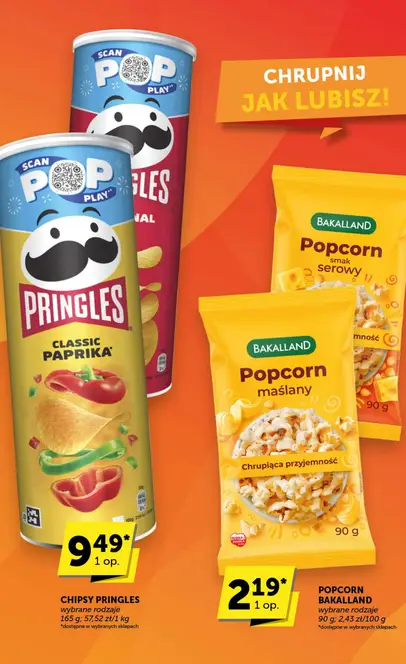 CHRUPNIJ
JAK LUBISZ!
SCAN
POP
PLAY
NAL
SCAN
POP
PLAY
PRINGLES
CLASSIC
PAPRIKA
BAKALLAND
Popcorn
smak
serowy
90 g
BAKALLAND
Popcorn
maślany
Chrupiąca przyjemność
90 g
9.49*
1 op.
CHIPSY PRINGLES
wybrane rodzaje
165 g; 57,52 zł/1 kg
*dostępne w wybranych sklepach
2.19*
1 op.
POPCORN
BAKALLAND
wybrane rodzaje
90 g; 2,43 zł/100 g
*dostępne w wybranych sklepach